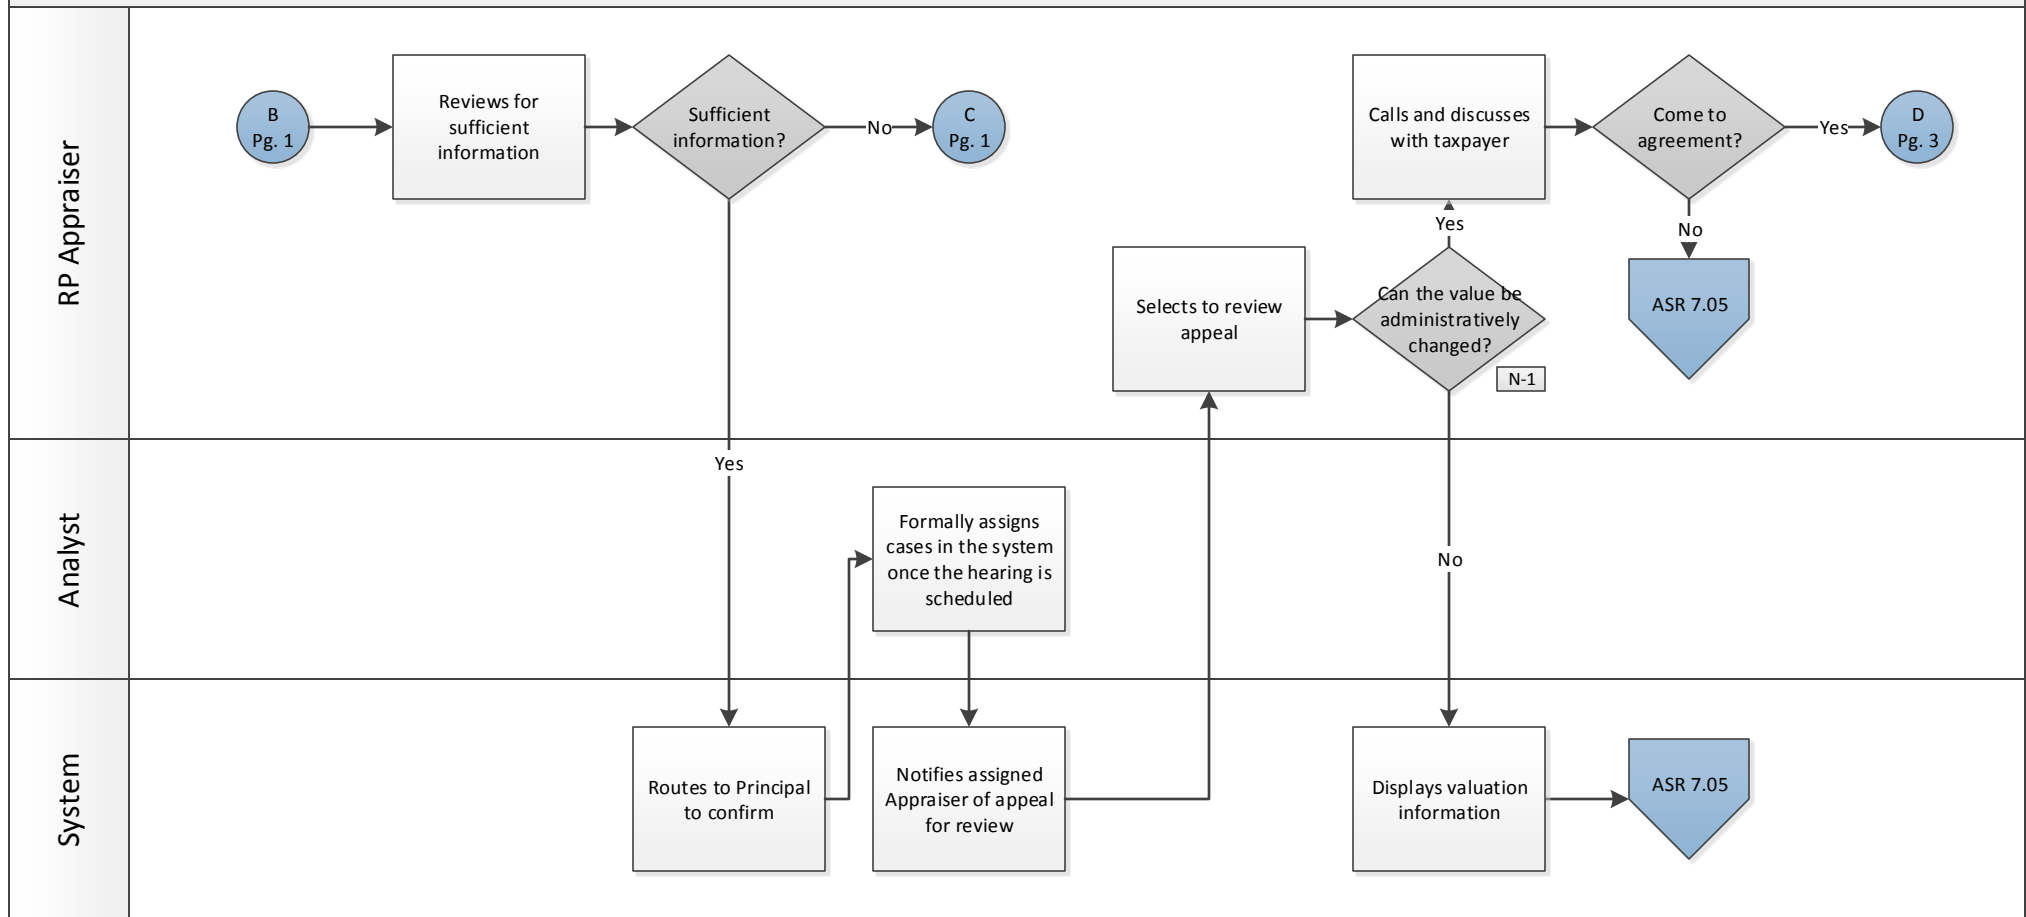 RP Appraiser
B
Pg. 1
Reviews for
sufficient
information
Sufficient
information?
No
C
Pg. 1
Calls and discusses
with taxpayer
Come to
agreement?
Yes
D
Pg. 3
Yes
No
Selects to review
appeal
Can the value be
administratively
changed?
N-1
ASR 7.05
Analyst
Yes
Formally assigns
cases in the system
once the hearing is
scheduled
No
System
Routes to Principal
to confirm
Notifies assigned
Appraiser of appeal
for review
Displays valuation
information
ASR 7.05